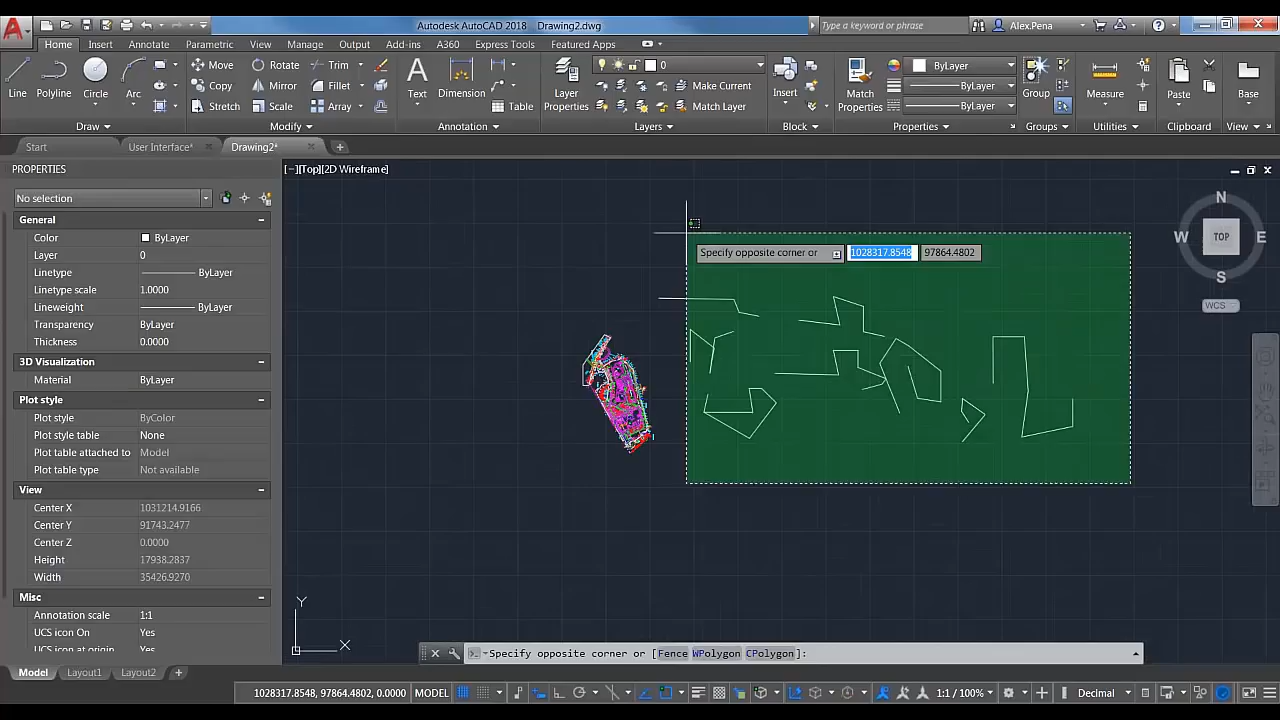 A Autodesk AutoCAD 2018 Drawing2.dwg Type a keyword or phrase Alex.Pena
Home Insert Annotate Parametric View Manage Output Add-ins A360 Express Tools Featured Apps
Line Polyline Circle Arc
Move Rotate Trim
Copy Mirror Fillet
Stretch Scale Array
Text Dimension Table
Layer Properties
0
Make Current
Match Layer
Insert
Match Properties
ByLayer
ByLayer
ByLayer
Group Measure Paste Base
Draw Modify Annotation Layers Block Properties Groups Utilities Clipboard View
Start User Interface* Drawing2*
PROPERTIES
[−][Top][2D Wireframe]
No selection
General
Color ByLayer
Layer 0
Linetype ByLayer
Linetype scale 1.0000
Lineweight ByLayer
Transparency ByLayer
Thickness 0.0000
3D Visualization
Material ByLayer
Plot style
Plot style ByColor
Plot style table None
Plot table attached to Model
Plot table type Not available
View
Center X 1031214.9166
Center Y 91743.2477
Center Z 0.0000
Height 17938.2837
Width 35426.9270
Misc
Annotation scale 1:1
UCS icon On Yes
UCS icon at origin Yes
Specify opposite corner or 1028317.8548 97864.4802
N
W TOP E
S
WCS
Y
X
Specify opposite corner or [Fence WPolygon CPolygon]:
Model Layout1 Layout2
1028317.8548, 97864.4802, 0.0000 MODEL 1:1 / 100% Decimal